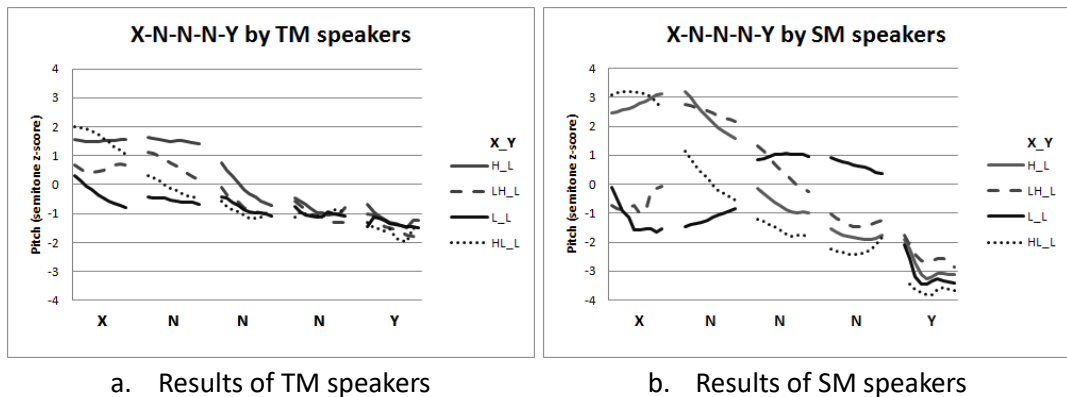 X-N-N-N-Y by TM speakers
4
3
2
1
0
-1
-2
-3
-4
Pitch (semitone z-score)
X N N N Y
X_Y
H_L
LH_L
L_L
HL_L
a. Results of TM speakers
X-N-N-N-Y by SM speakers
4
3
2
1
0
-1
-2
-3
-4
Pitch (semitone z-score)
X N N N Y
X_Y
H_L
LH_L
L_L
HL_L
b. Results of SM speakers